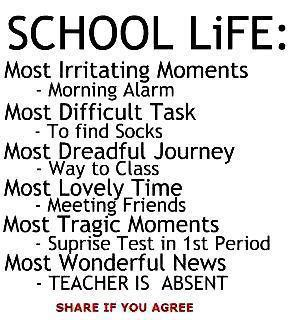 SCHOOL LiFE:
Most Irritating Moments
- Morning Alarm
Most Difficult Task
- To find Socks
Most Dreadful Journey
- Way to Class
Most Lovely Time
- Meeting Friends
Most Tragic Moments
- Suprise Test in 1st Period
Most Wonderful News
- TEACHER IS ABSENT
SHARE IF YOU AGREE